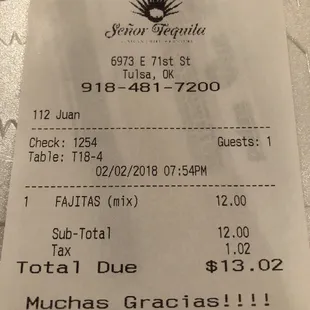 Señor Tequila
6973 E 71st St
Tulsa, OK
918-481-7200
112 Juan
Check: 1254 Guests: 1
Table: T18-4
02/02/2018 07:54PM
1 FAJITAS (mix) 12.00
Sub-Total 12.00
Tax 1.02
Total Due $13.02
Muchas Gracias!!!!